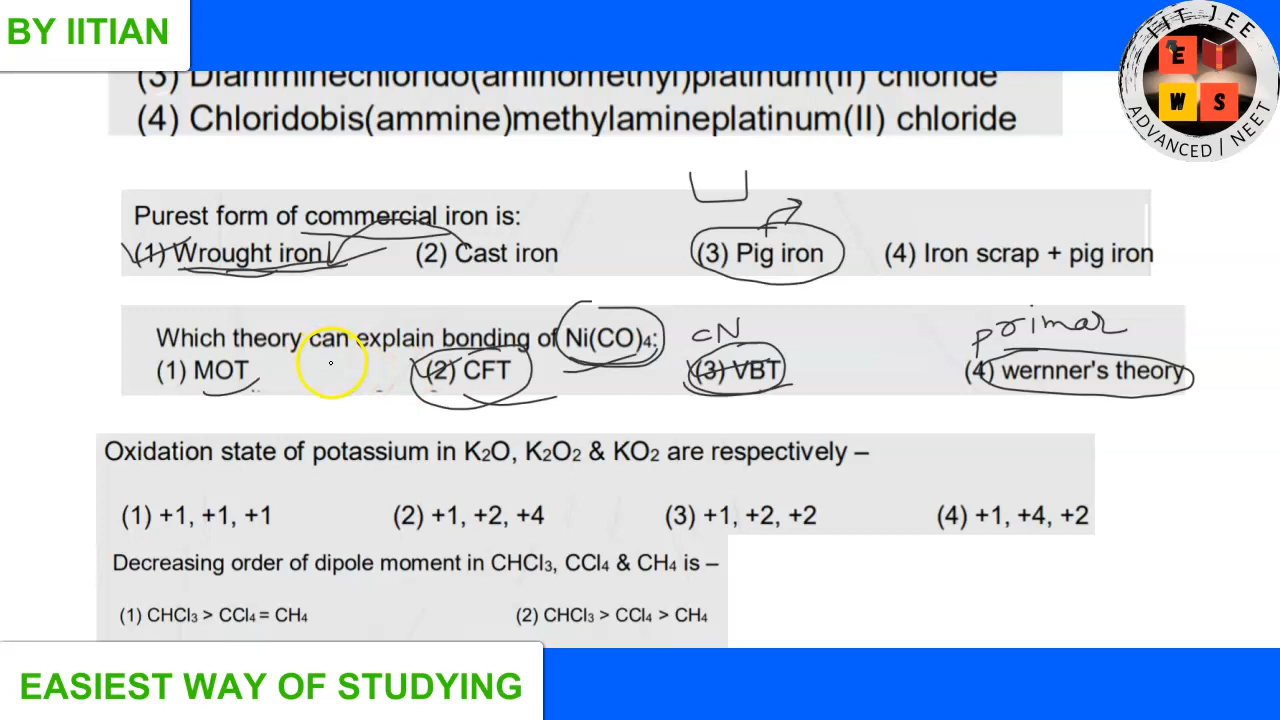 BY IITIAN
IIT JEE
E
W S
ADVANCED / NEET
(3) Diamminechlorido(aminomethyl)platinum(II) chloride
(4) Chloridobis(ammine)methylamineplatinum(II) chloride
Purest form of commercial iron is:
(1) Wrought iron (2) Cast iron (3) Pig iron (4) Iron scrap + pig iron
CN primar
Which theory can explain bonding of Ni(CO)4:
(1) MOT (2) CFT (3) VBT (4) wernner's theory
Oxidation state of potassium in K2O, K2O2 & KO2 are respectively –
(1) +1, +1, +1 (2) +1, +2, +4 (3) +1, +2, +2 (4) +1, +4, +2
Decreasing order of dipole moment in CHCl3, CCl4 & CH4 is –
(1) CHCl3 > CCl4 = CH4 (2) CHCl3 > CCl4 > CH4
EASIEST WAY OF STUDYING